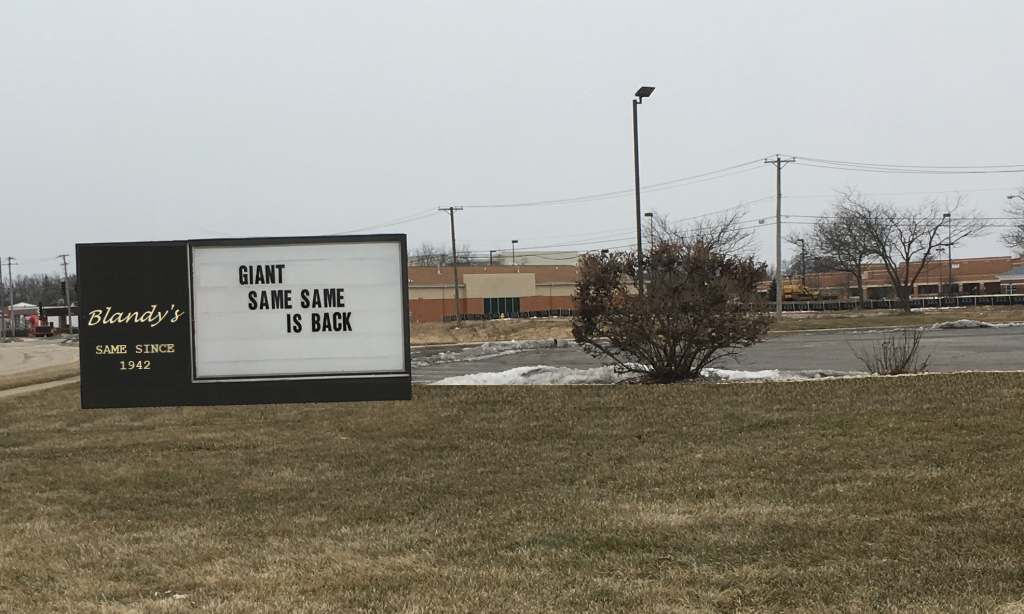 Blandy's
SAME SINCE
1942
GIANT
SAME SAME
IS BACK